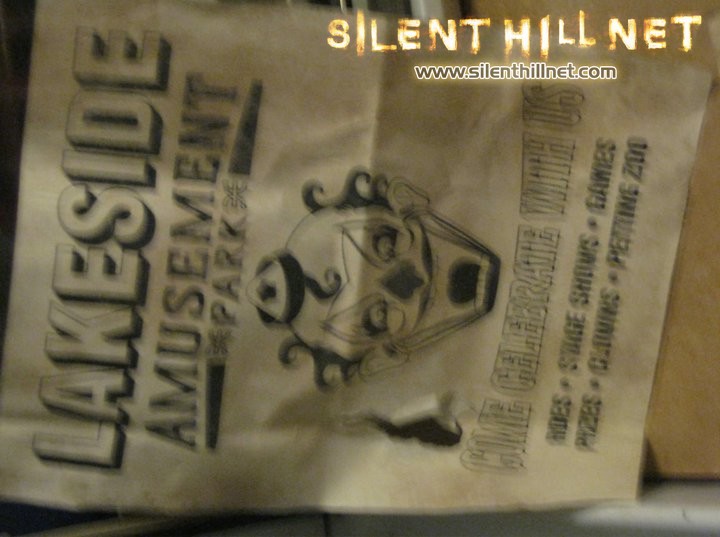 SILENT HILL NET
www.silenthillnet.com
LAKESIDE
AMUSEMENT
PARK
COME CELEBRATE WITH US
RIDES • STAGE SHOWS • GAMES
PIZES • CLOWNS • PETTING ZOO